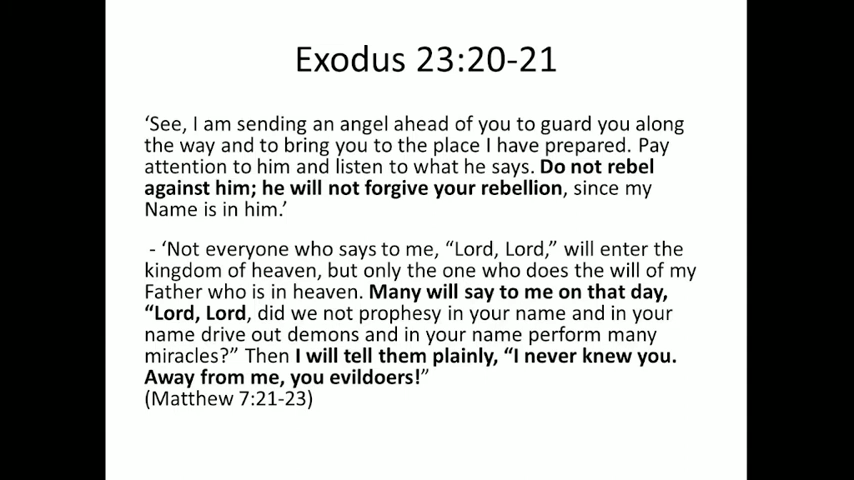 Exodus 23:20-21
‘See, I am sending an angel ahead of you to guard you along
the way and to bring you to the place I have prepared. Pay
attention to him and listen to what he says. Do not rebel
against him; he will not forgive your rebellion, since my
Name is in him.’
- ‘Not everyone who says to me, “Lord, Lord,” will enter the
kingdom of heaven, but only the one who does the will of my
Father who is in heaven. Many will say to me on that day,
“Lord, Lord, did we not prophesy in your name and in your
name drive out demons and in your name perform many
miracles?” Then I will tell them plainly, “I never knew you.
Away from me, you evildoers!”
(Matthew 7:21-23)